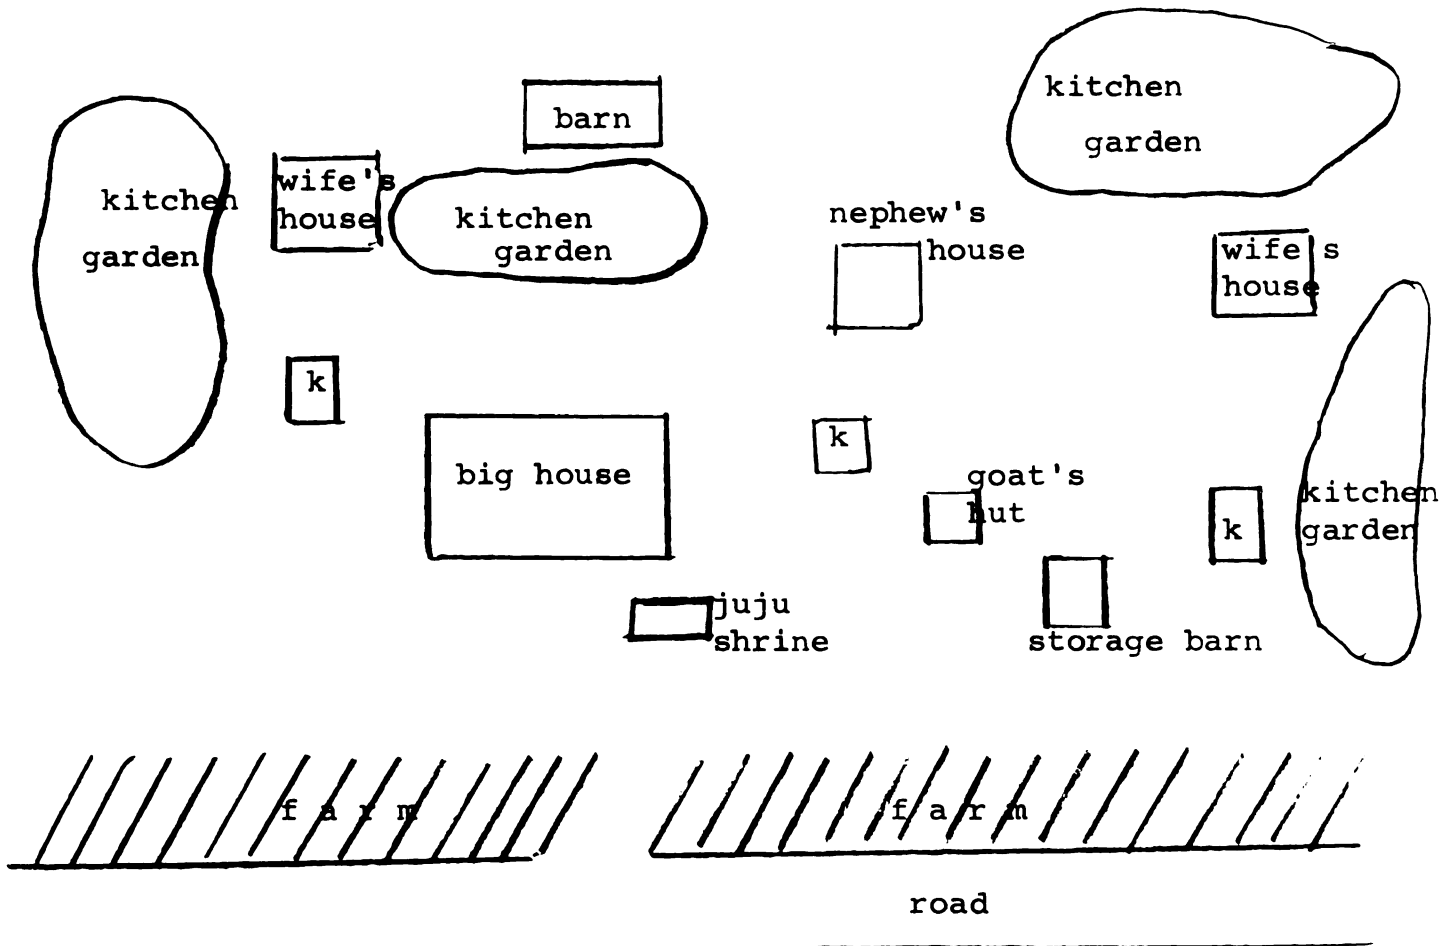 kitchen
garden
barn
kitchen
garden
wife's
house
kitchen
garden
nephew's
house
wife s
house
k
big house
k
goat's
hut
k
kitchen
garden
juju
shrine
storage barn
f a r m
f a r m
road